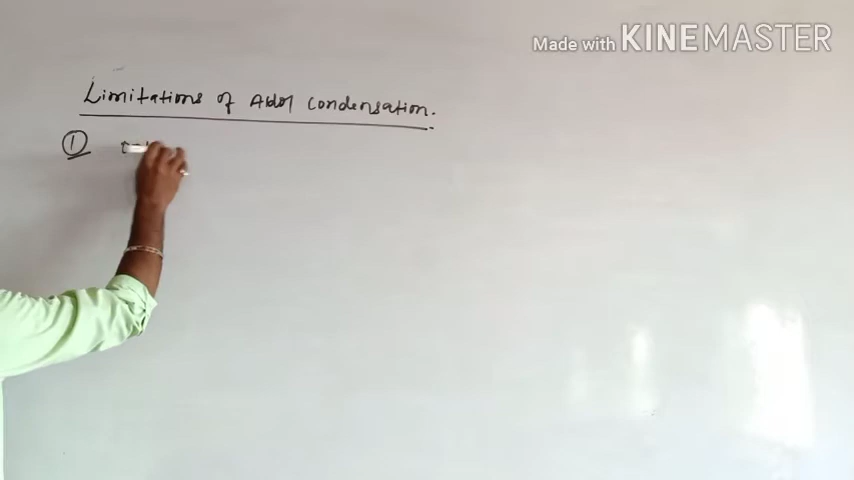 Made with KINEMASTER
Limitations of Aldol condensation.
①